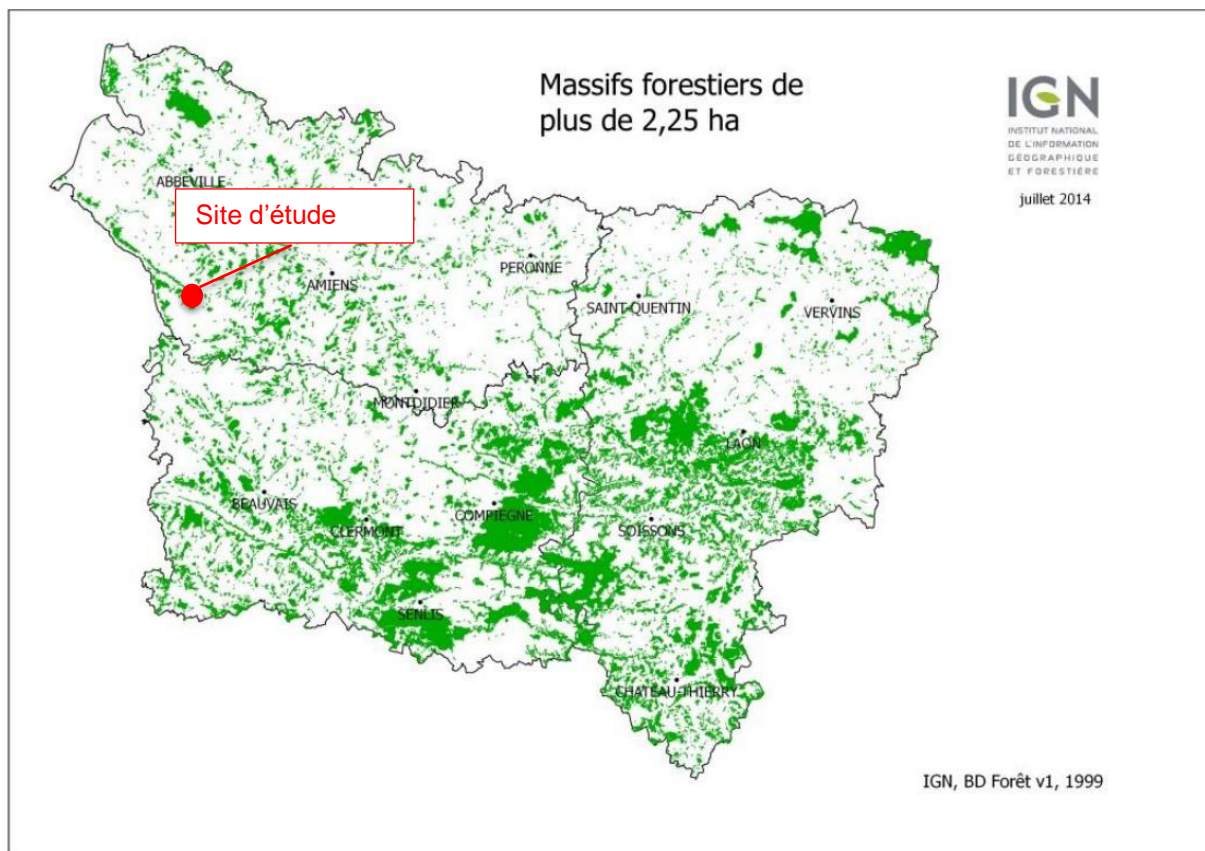 Massifs forestiers de
plus de 2,25 ha
IGN
INSTITUT NATIONAL
DE L'INFORMATION
GÉOGRAPHIQUE
ET FORESTIÈRE
juillet 2014
ABBEVILLE
Site d'étude
PERONNE
AMIENS
SAINT-QUENTIN
VERVINS
MONTDIDIER
LAON
BEAUVAIS
COMPIEGNE
CLERMONT
SOISSONS
SENLIS
CHATEAU-THIERRY
IGN, BD Forêt v1, 1999